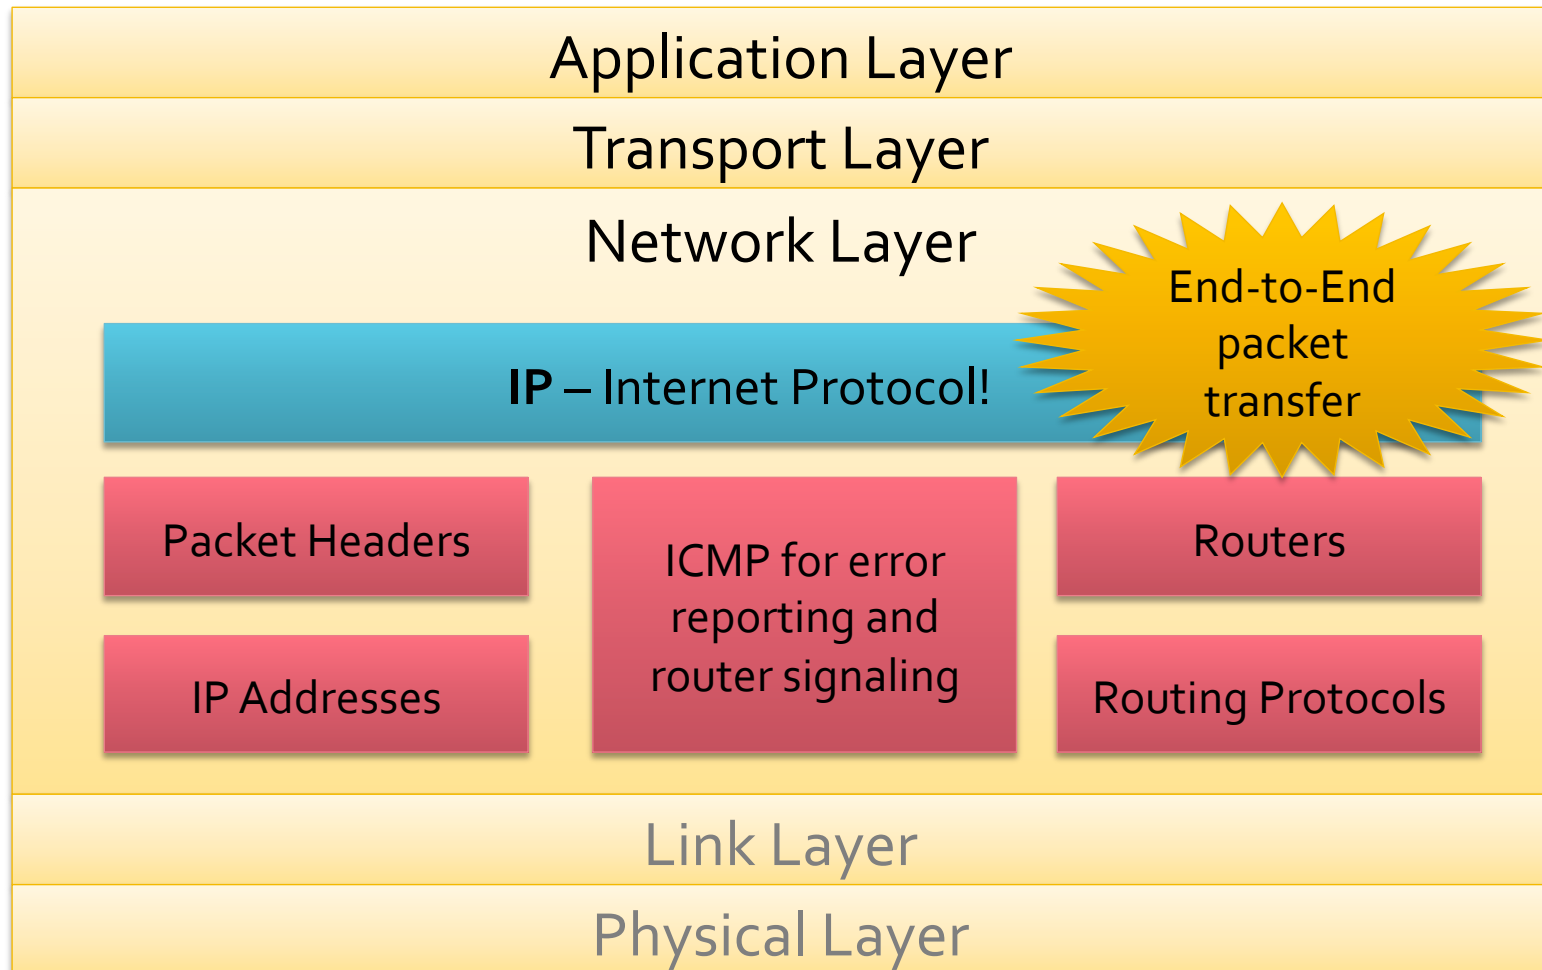 Application Layer
Transport Layer
Network Layer
End-to-End
packet
transfer
IP – Internet Protocol!
Packet Headers
ICMP for error
reporting and
router signaling
Routers
IP Addresses
Routing Protocols
Link Layer
Physical Layer